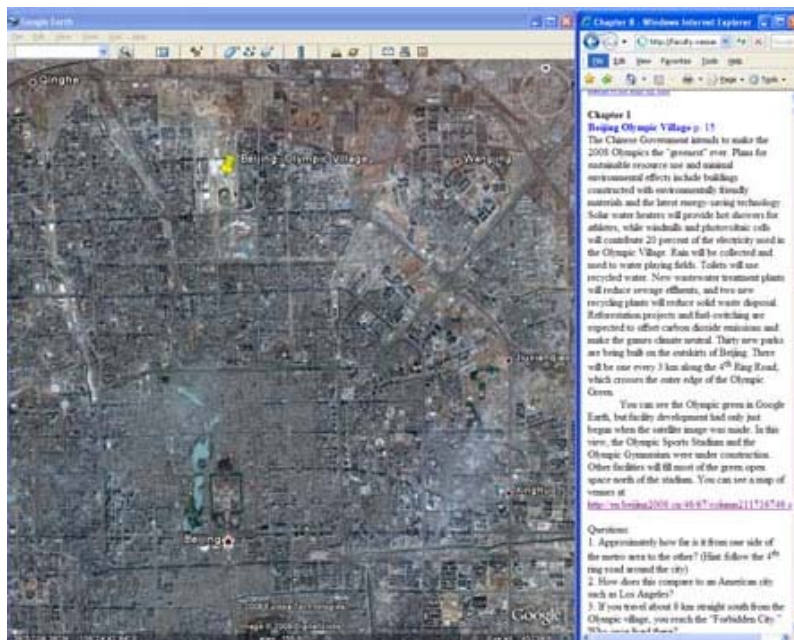 Google Earth
Chapter 8 - Windows Internet Explorer
Page
Tools
Qinghe
Beijing Olympic Village
Wangjing
Beijing
Google
Chapter 1
Beijing Olympic Village p. 15
The Chinese Government intends to make the
2008 Olympics the "greenest" ever. Plans for
sustainable resource use and minimal
environmental effects include buildings
constructed with environmentally friendly
materials and the latest energy-saving technology.
Solar water heaters will provide hot showers for
athletes, while windmills and photovoltaic cells
will contribute 20 percent of the electricity used in
the Olympic Village. Rain will be collected and
used to water playing fields. Toilets will use
recycled water. New wastewater treatment plants
will reduce sewage effluents, and two new
recycling plants will reduce solid waste disposal.
Reforestation projects and fuel-switching are
expected to offset carbon dioxide emissions and
make the games climate neutral. Thirty new parks
are being built on the outskirts of Beijing. There
will be one every 3 km along the 4th Ring Road,
which crosses the outer edge of the Olympic
Green.
You can see the Olympic green in Google
Earth, but facility development had only just
began when the satellite image was made. In this
view, the Olympic Sports Stadium and the
Olympic Gymnasium were under construction.
Other facilities will fill most of the green open
space north of the stadium. You can see a map of
venues at
Questions:
1. Approximately how far is it from one side of
the metro area to the other? (Hint: follow the 4th
ring road around the city)
2. How does this compare to an American city
such as Los Angeles?
3. If you travel about 8 km straight south from the
Olympic village, you reach the "Forbidden City."